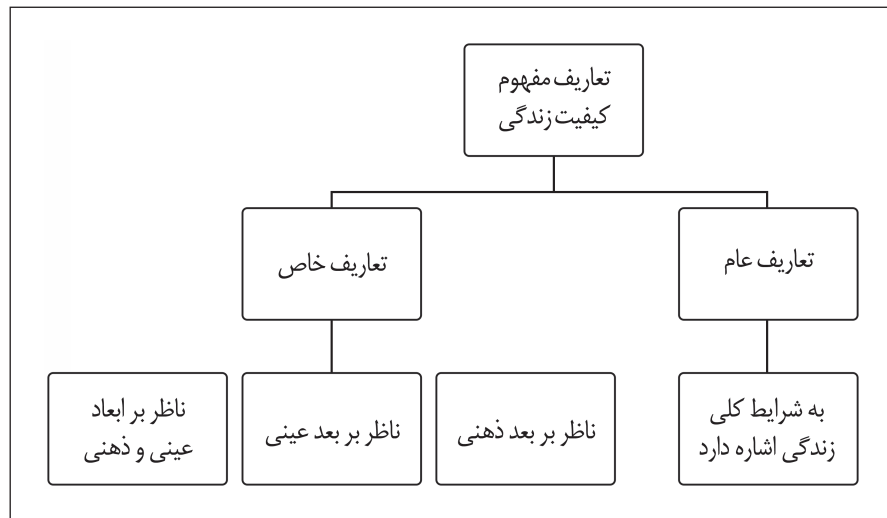 تعاریف مفهوم
کیفیت زندگی
تعاریف عام
تعاریف خاص
به شرایط کلی
زندگی اشاره دارد
ناظر بر بعد ذهنی
ناظر بر بعد عینی
ناظر بر ابعاد
عینی و ذهنی